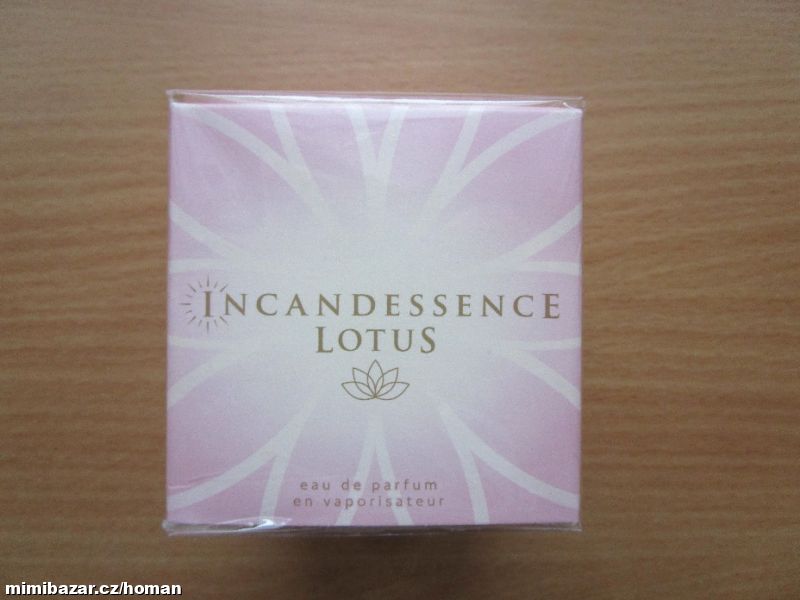 INCANDESSENCE
LOTUS
eau de parfum
en vaporisateur
mimibazar.cz/homan